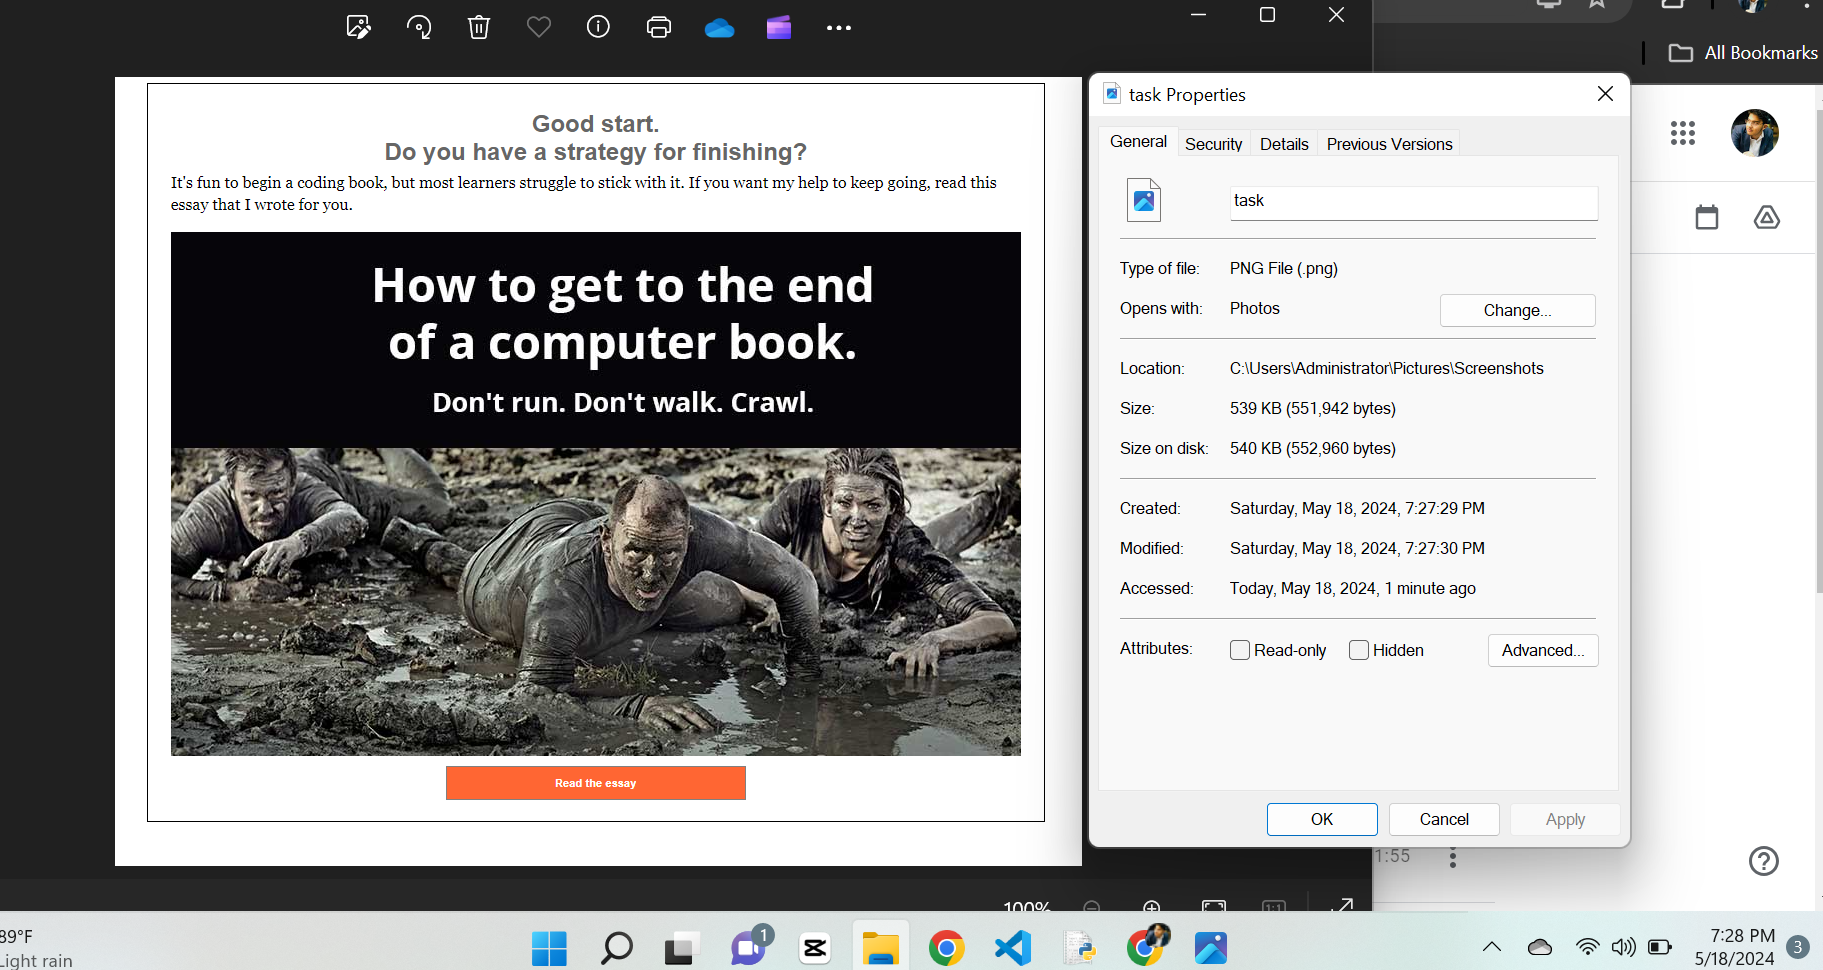 All Bookmarks
Good start.
Do you have a strategy for finishing?
It's fun to begin a coding book, but most learners struggle to stick with it. If you want my help to keep going, read this
essay that I wrote for you.
How to get to the end
of a computer book.
Don't run. Don't walk. Crawl.
Read the essay
task Properties
General Security Details Previous Versions
task
Type of file: PNG File (.png)
Opens with: Photos Change...
Location: C:\Users\Administrator\Pictures\Screenshots
Size: 539 KB (551,942 bytes)
Size on disk: 540 KB (552,960 bytes)
Created: Saturday, May 18, 2024, 7:27:29 PM
Modified: Saturday, May 18, 2024, 7:27:30 PM
Accessed: Today, May 18, 2024, 1 minute ago
Attributes: Read-only Hidden Advanced...
OK Cancel Apply
1:55
100% 1:1
89°F
Light rain
1
7:28 PM
5/18/2024
3